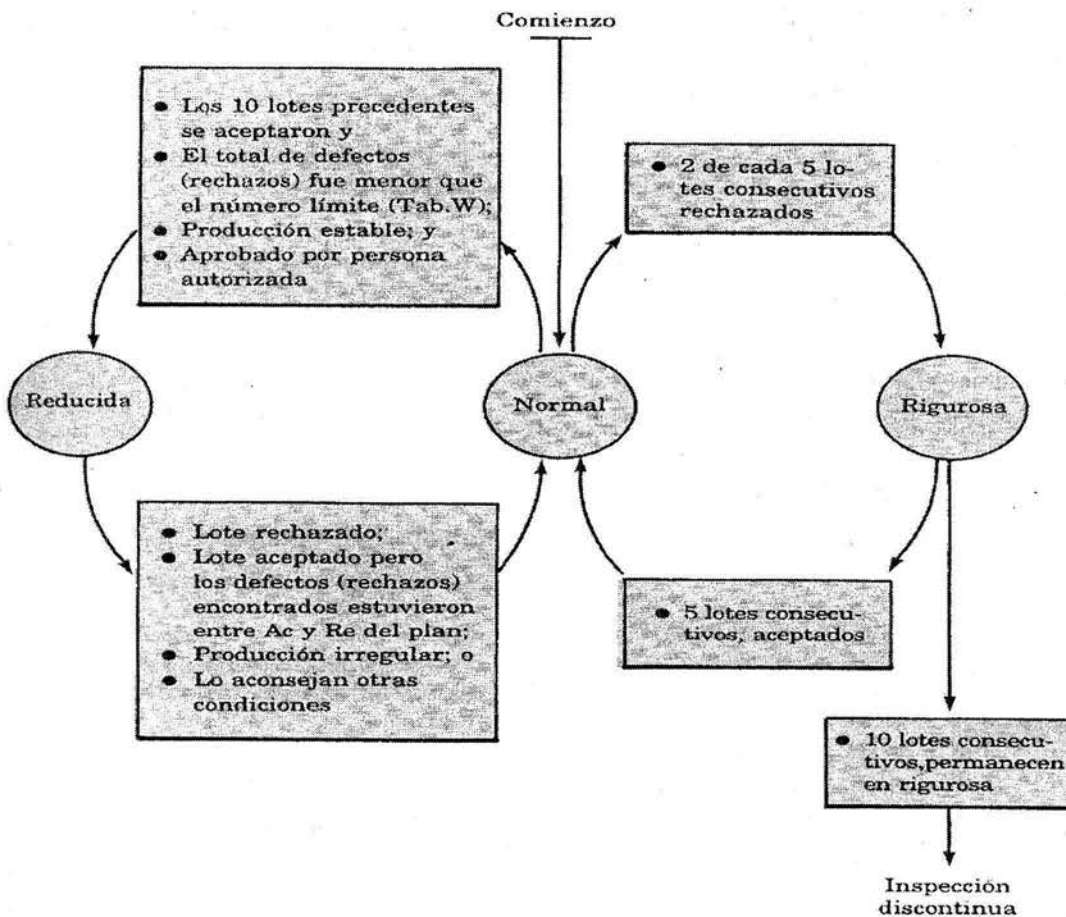 Comienzo
● Los 10 lotes precedentes
se aceptaron y
● El total de defectos
(rechazos) fue menor que
el número límite (Tab.W);
● Producción estable; y
● Aprobado por persona
autorizada
● 2 de cada 5 lo-
tes consecutivos
rechazados
Reducida
Normal
Rigurosa
● Lote rechazado;
● Lote aceptado pero
los defectos (rechazos)
encontrados estuvieron
entre Ac y Re del plan;
● Producción irregular; o
● Lo aconsejan otras
condiciones
● 5 lotes consecu-
tivos, aceptados
● 10 lotes consecu-
tivos,permanecen
en rigurosa
Inspección
discontinua